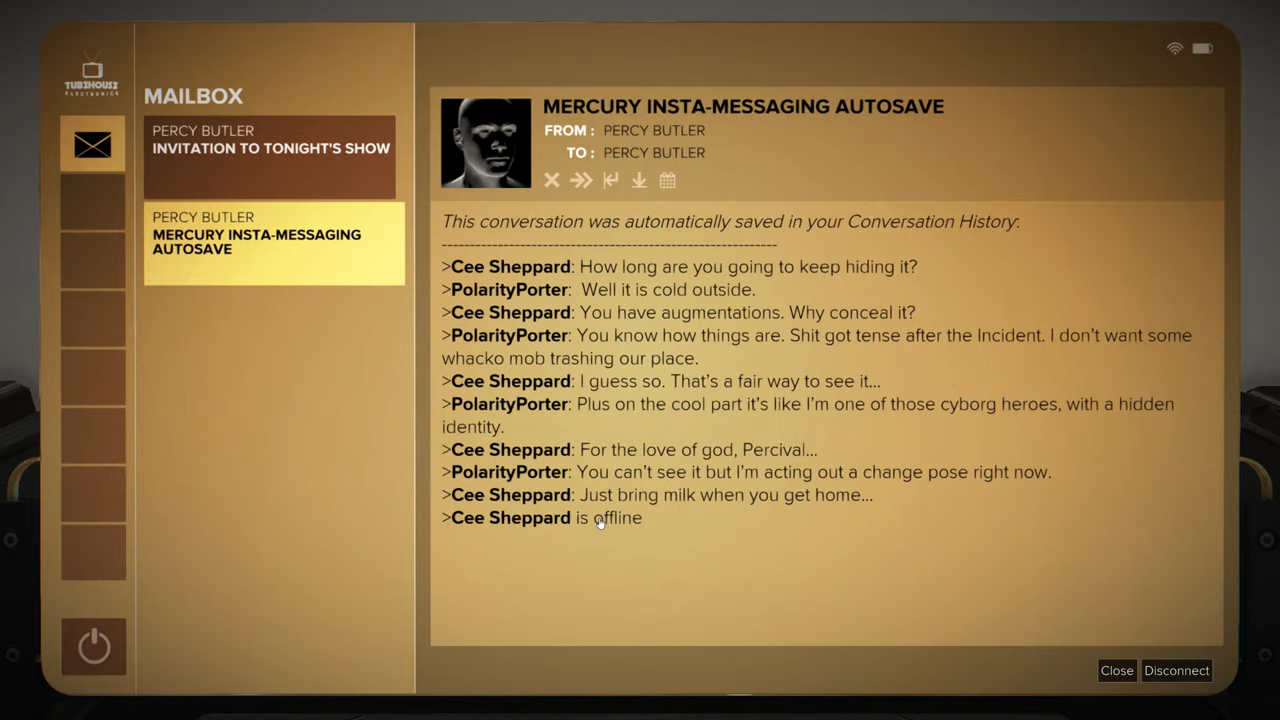 TUBEHOUSE
ELECTRONICS
MAILBOX
PERCY BUTLER
INVITATION TO TONIGHT'S SHOW
PERCY BUTLER
MERCURY INSTA-MESSAGING
AUTOSAVE
MERCURY INSTA-MESSAGING AUTOSAVE
FROM : PERCY BUTLER
TO : PERCY BUTLER
This conversation was automatically saved in your Conversation History:
------------------------------------------------------------
>Cee Sheppard: How long are you going to keep hiding it?
>PolarityPorter:  Well it is cold outside.
>Cee Sheppard: You have augmentations. Why conceal it?
>PolarityPorter: You know how things are. Shit got tense after the Incident. I don't want some
whacko mob trashing our place.
>Cee Sheppard: I guess so. That's a fair way to see it...
>PolarityPorter: Plus on the cool part it's like I'm one of those cyborg heroes, with a hidden
identity.
>Cee Sheppard: For the love of god, Percival...
>PolarityPorter: You can't see it but I'm acting out a change pose right now.
>Cee Sheppard: Just bring milk when you get home...
>Cee Sheppard is offline
Close Disconnect